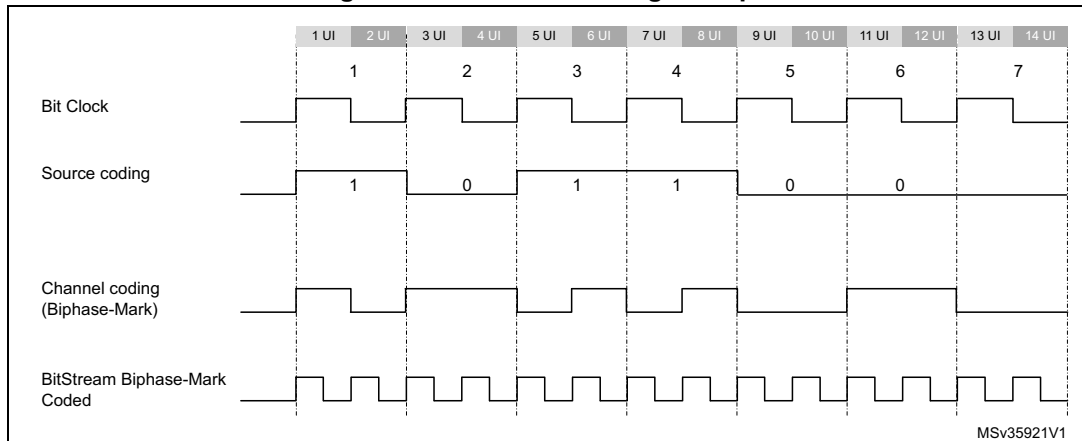 1 UI 2 UI 3 UI 4 UI 5 UI 6 UI 7 UI 8 UI 9 UI 10 UI 11 UI 12 UI 13 UI 14 UI
1 2 3 4 5 6 7
Bit Clock
Source coding
1 0 1 1 0 0
Channel coding
(Biphase-Mark)
BitStream Biphase-Mark
Coded
MSv35921V1